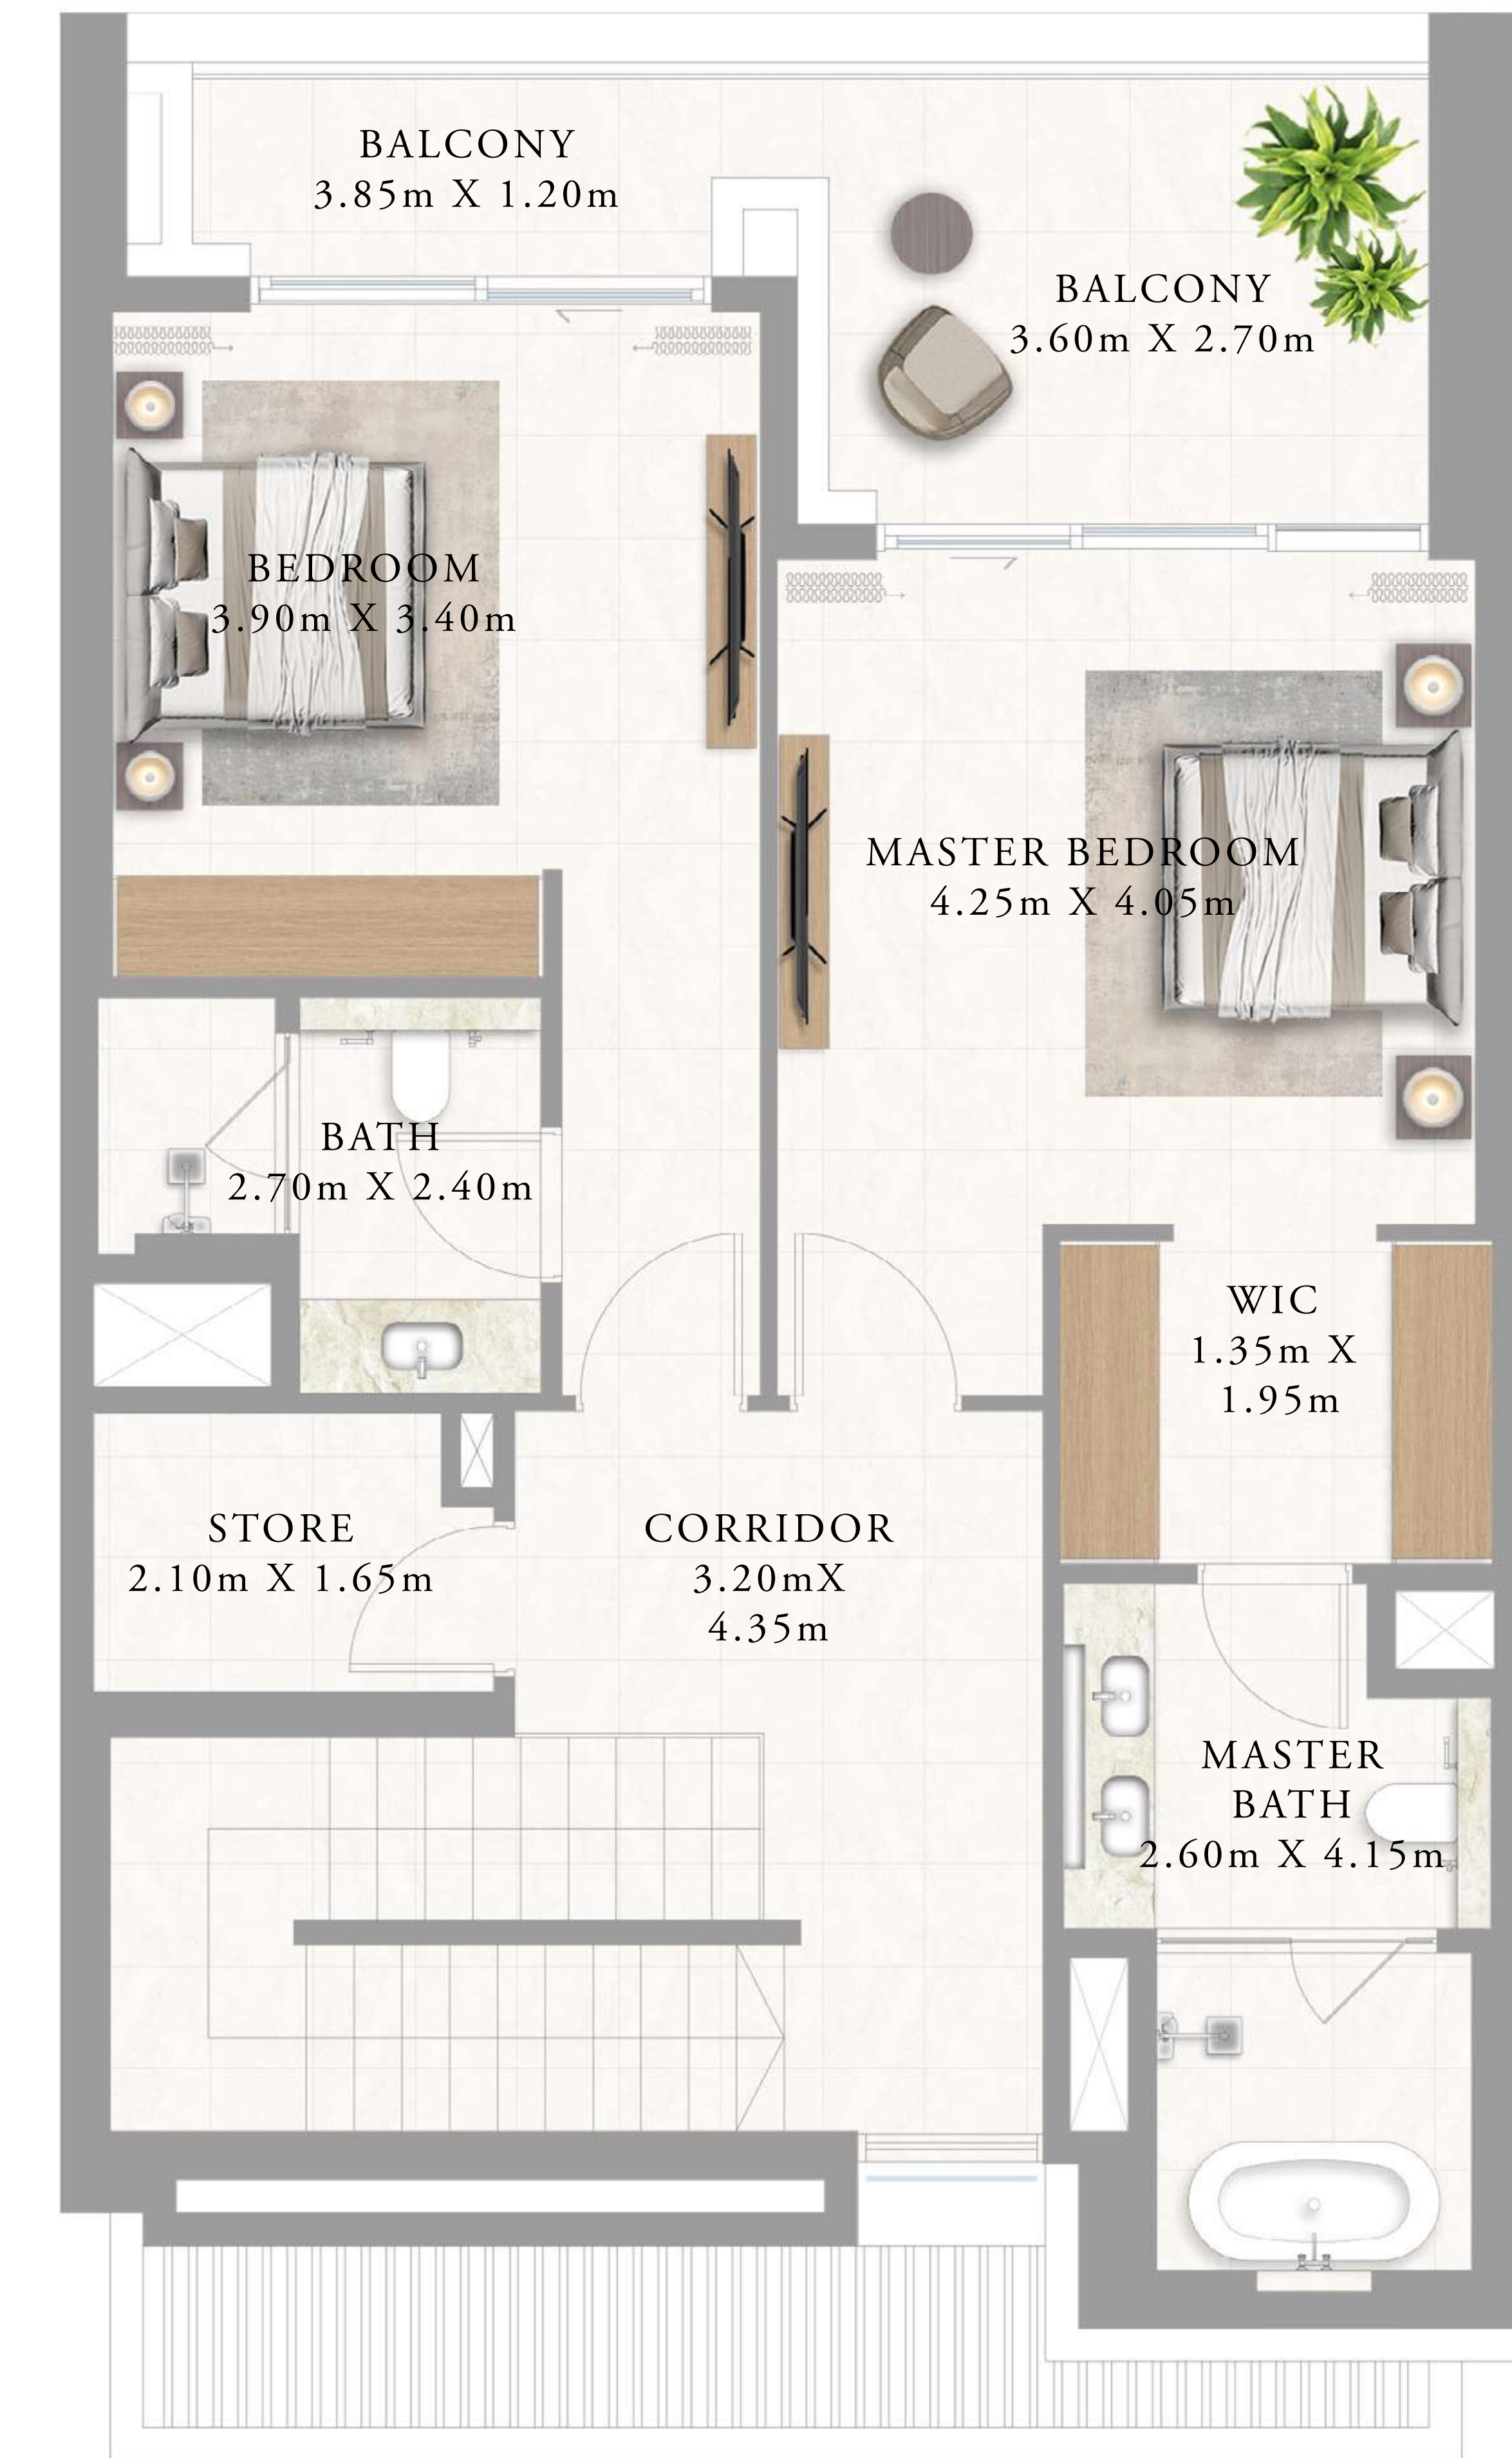 BALCONY
3.85m X 1.20m
BALCONY
3.60m X 2.70m
BEDROOM
3.90m X 3.40m
MASTER BEDROOM
4.25m X 4.05m
BATH
2.70m X 2.40m
WIC
1.35m X
1.95m
STORE
2.10m X 1.65m
CORRIDOR
3.20mX
4.35m
MASTER
BATH
2.60m X 4.15m